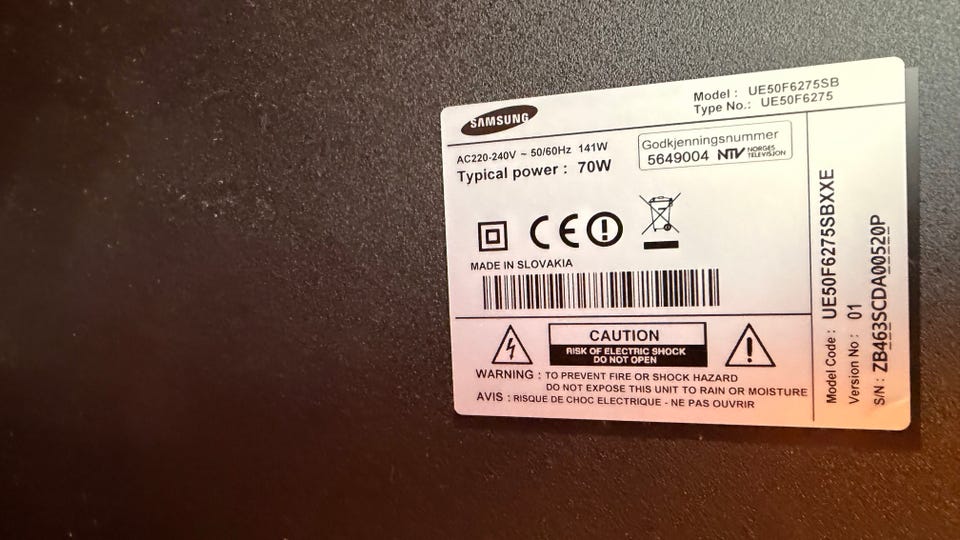 SAMSUNG
Model : UE50F6275SB
Type No.: UE50F6275
AC220-240V ~ 50/60Hz 141W
Typical power : 70W
Godkjenningsnummer
5649004 NTV NORGES TELEVISJON
CE
MADE IN SLOVAKIA
CAUTION
RISK OF ELECTRIC SHOCK
DO NOT OPEN
WARNING : TO PREVENT FIRE OR SHOCK HAZARD
DO NOT EXPOSE THIS UNIT TO RAIN OR MOISTURE
AVIS : RISQUE DE CHOC ELECTRIQUE - NE PAS OUVRIR
Model Code : UE50F6275SBXXE
Version No : 01
S/N : ZB463SCDA00520P